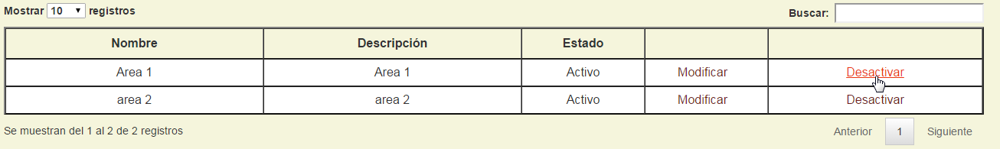 Mostrar 10 registros Buscar:
Nombre Descripción Estado
Area 1 Area 1 Activo Modificar Desactivar
area 2 area 2 Activo Modificar Desactivar
Se muestran del 1 al 2 de 2 registros Anterior 1 Siguiente